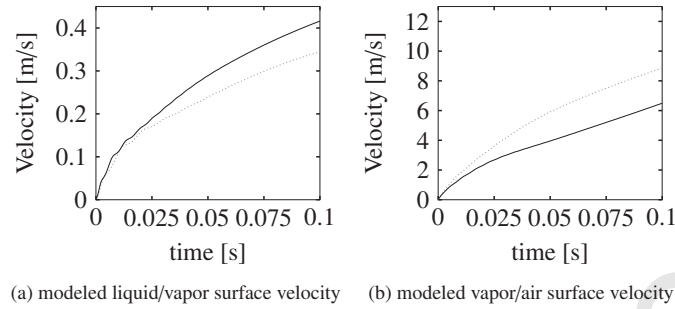 0.4
0.3
0.2
0.1
0
Velocity [m/s]
0 0.025 0.05 0.075 0.1
time [s]
12
10
8
6
4
2
0
Velocity [m/s]
0 0.025 0.05 0.075 0.1
time [s]
(a) modeled liquid/vapor surface velocity
(b) modeled vapor/air surface velocity